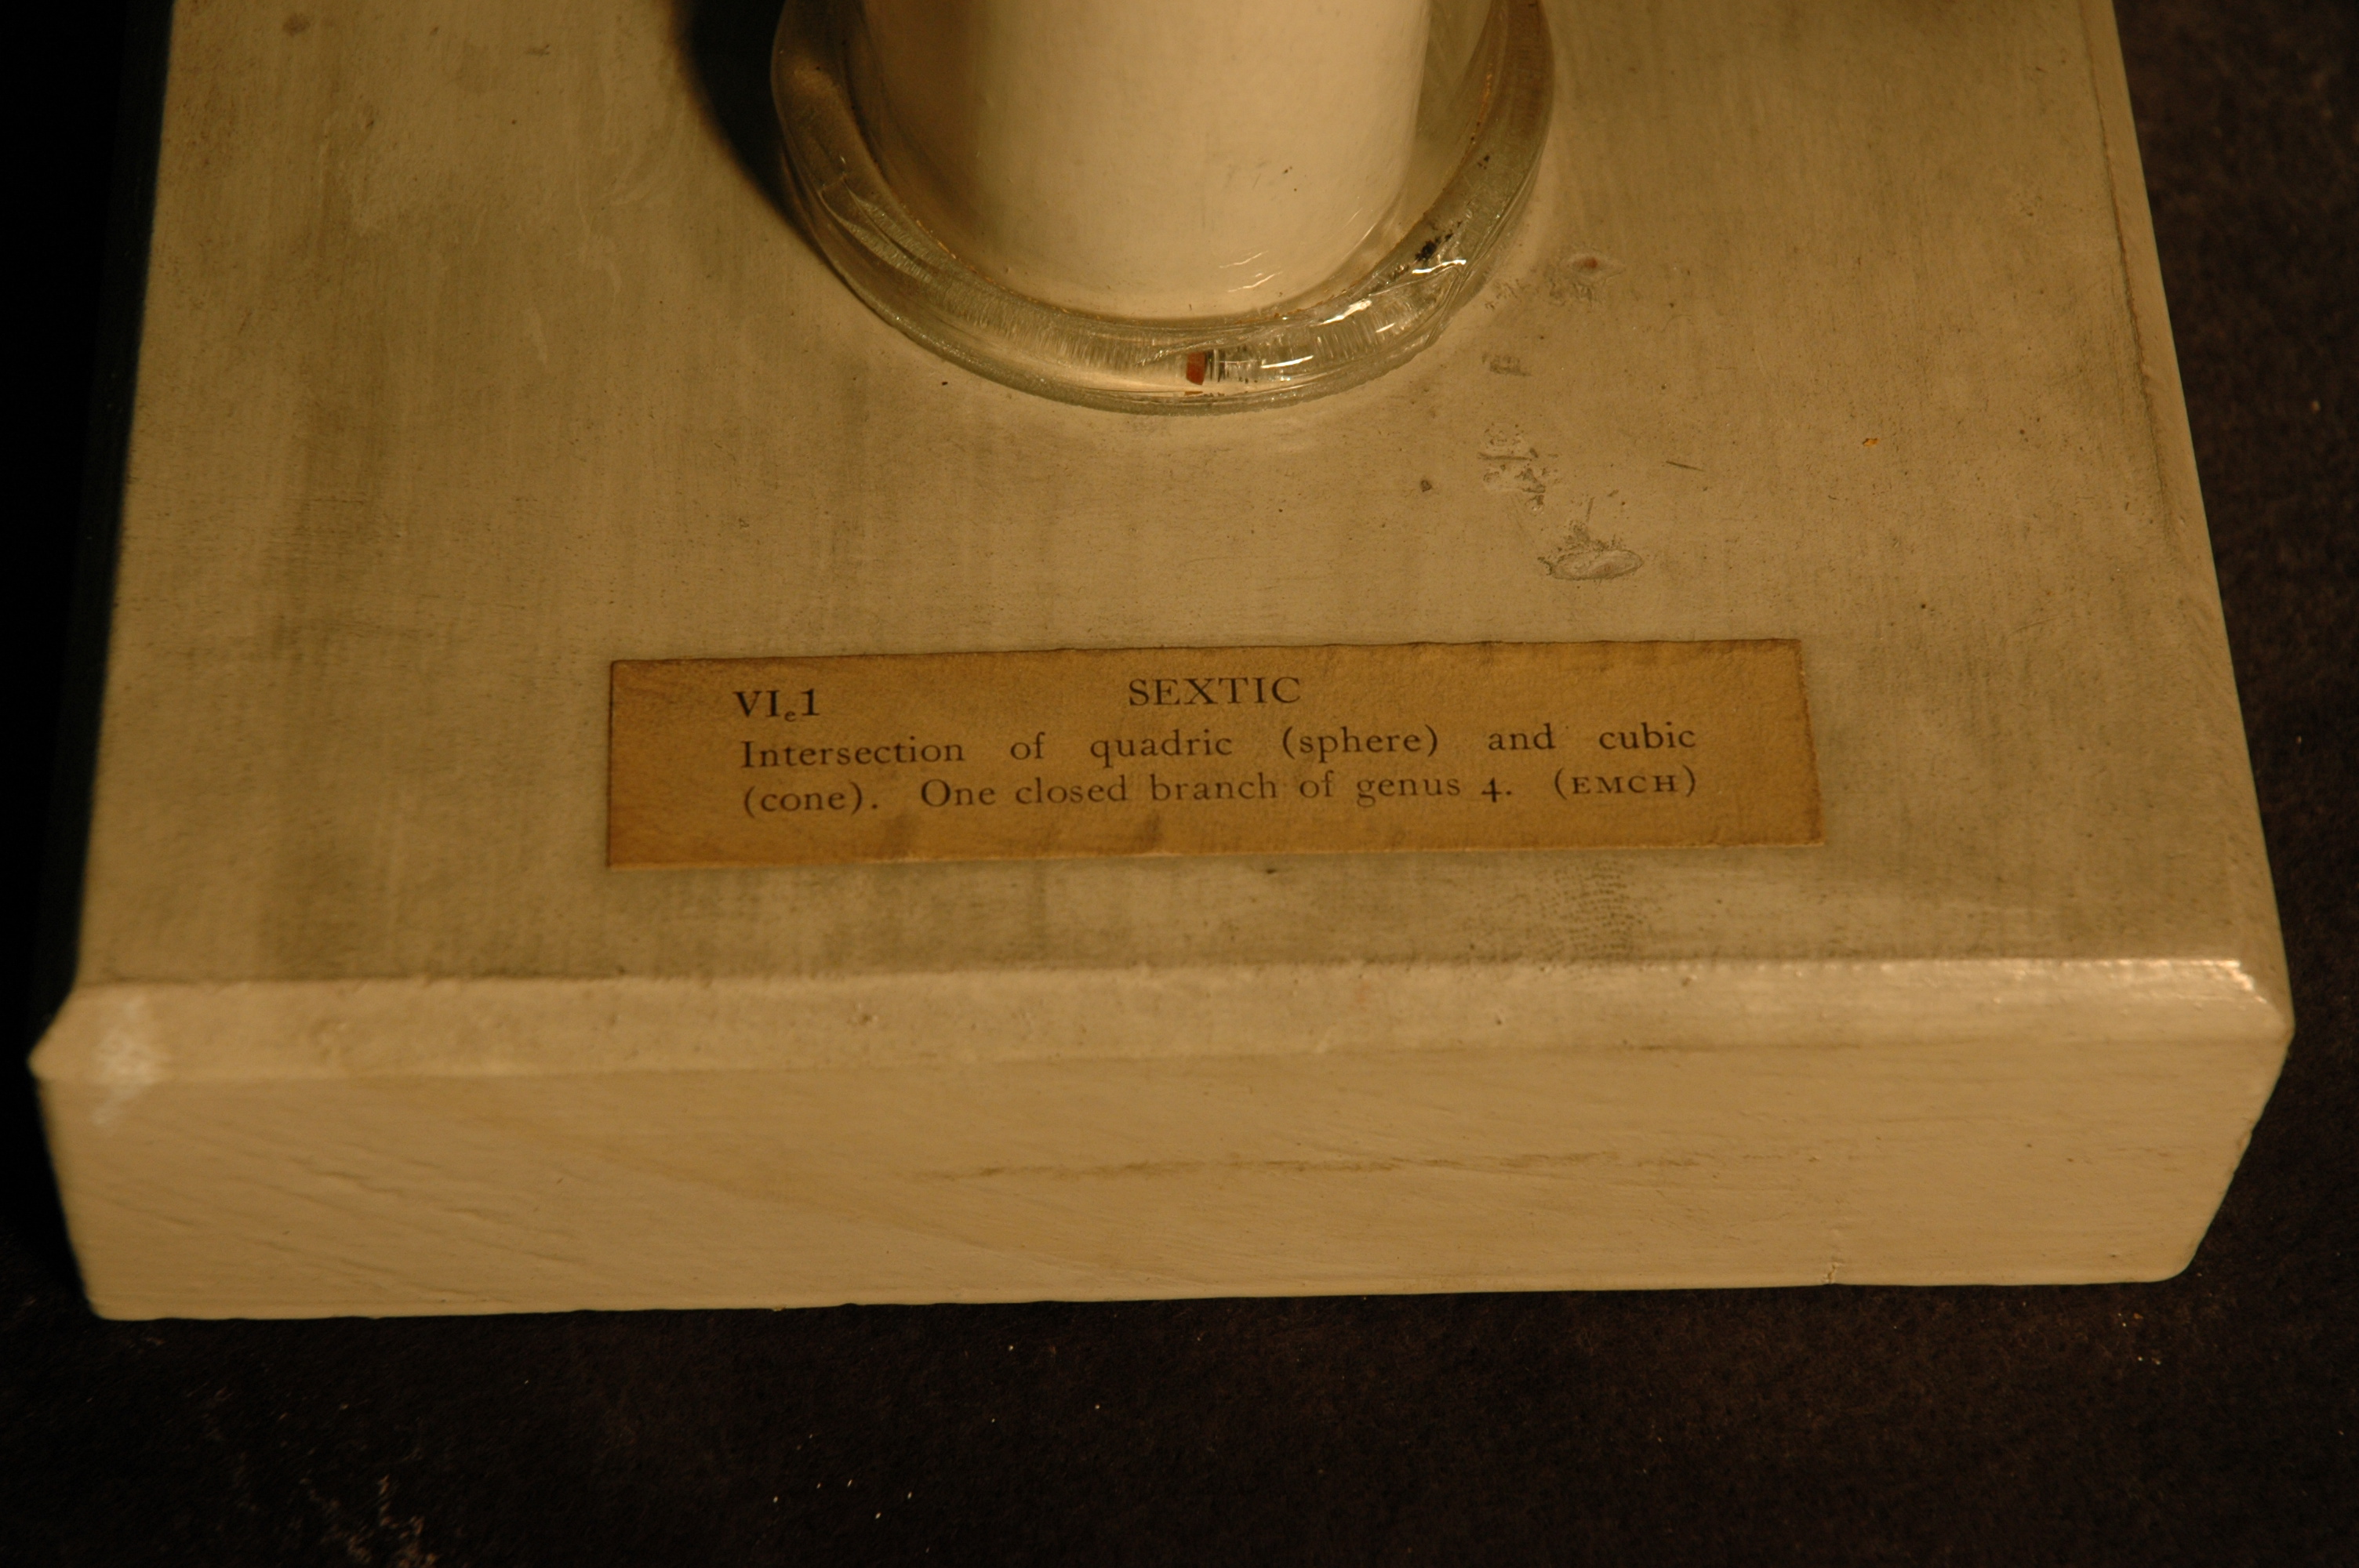 VIₑ1 SEXTIC
Intersection of quadric (sphere) and cubic
(cone). One closed branch of genus 4. (EMCH)